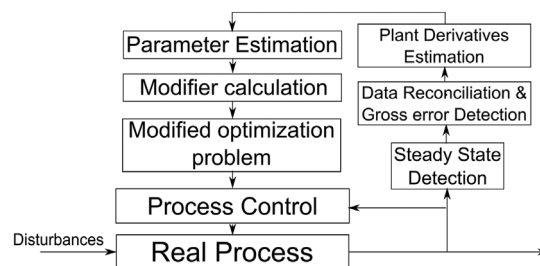 Parameter Estimation
Modifier calculation
Modified optimization
problem
Process Control
Real Process
Disturbances
Plant Derivatives
Estimation
Data Reconciliation &
Gross error Detection
Steady State
Detection